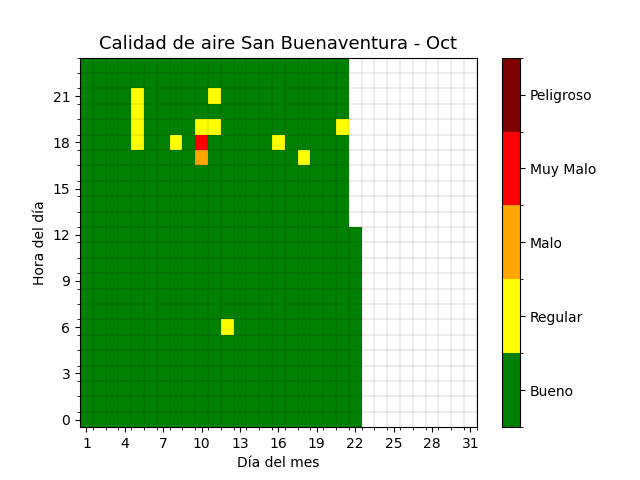 Calidad de aire San Buenaventura - Oct
Hora del día
21
18
15
12
9
6
3
0
1 4 7 10 13 16 19 22 25 28 31
Día del mes
Peligroso
Muy Malo
Malo
Regular
Bueno